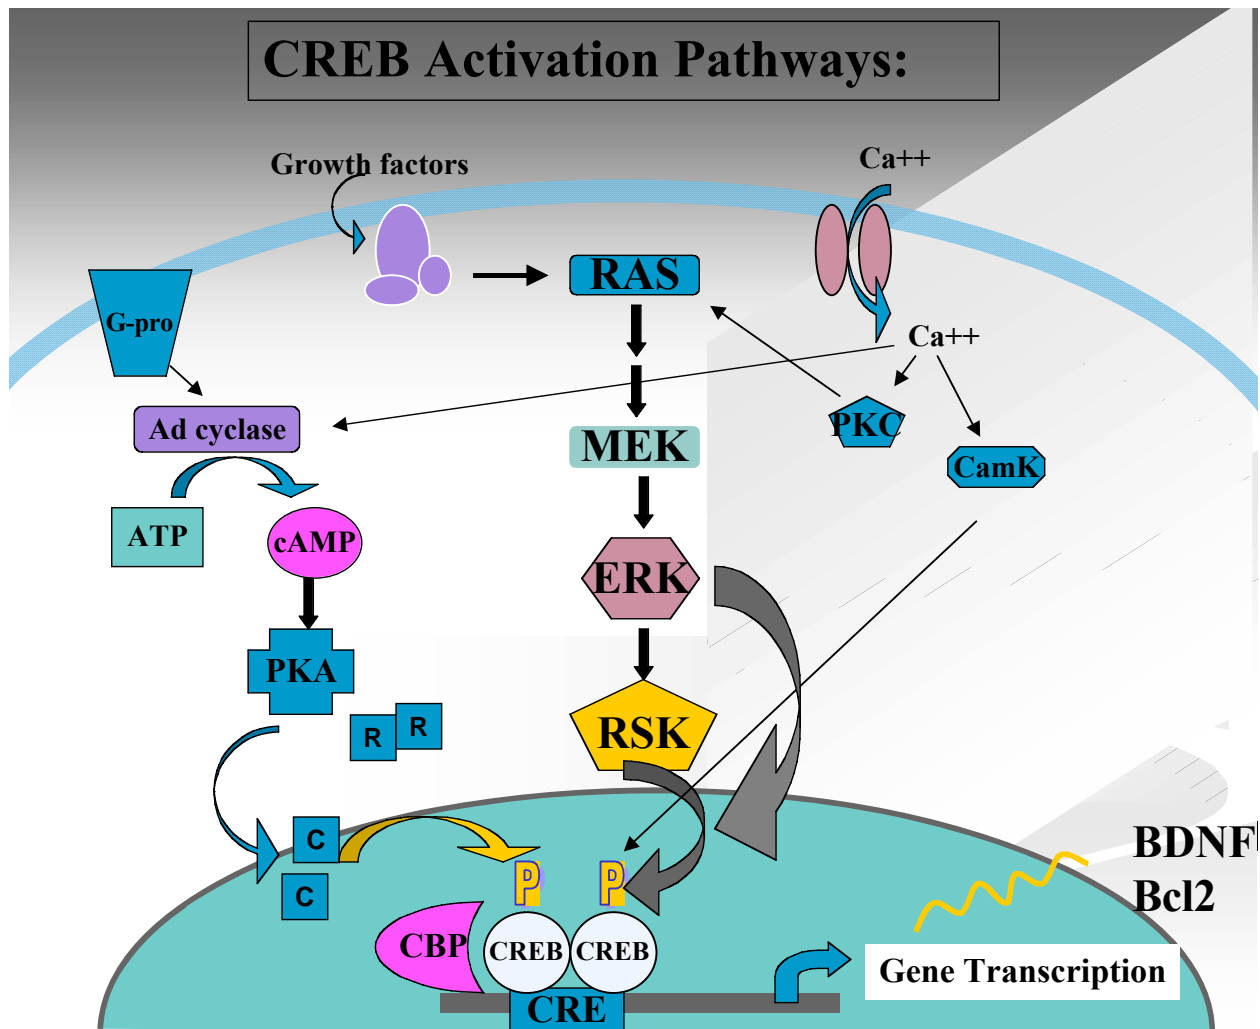 CREB Activation Pathways:
Growth factors
Ca++
RAS
G-pro
Ca++
Ad cyclase
MEK
PKC
CamK
ATP
cAMP
ERK
PKA
R
R
RSK
C
C
P
P
BDNF
Bcl2
CBP
CREB
CREB
Gene Transcription
CRE